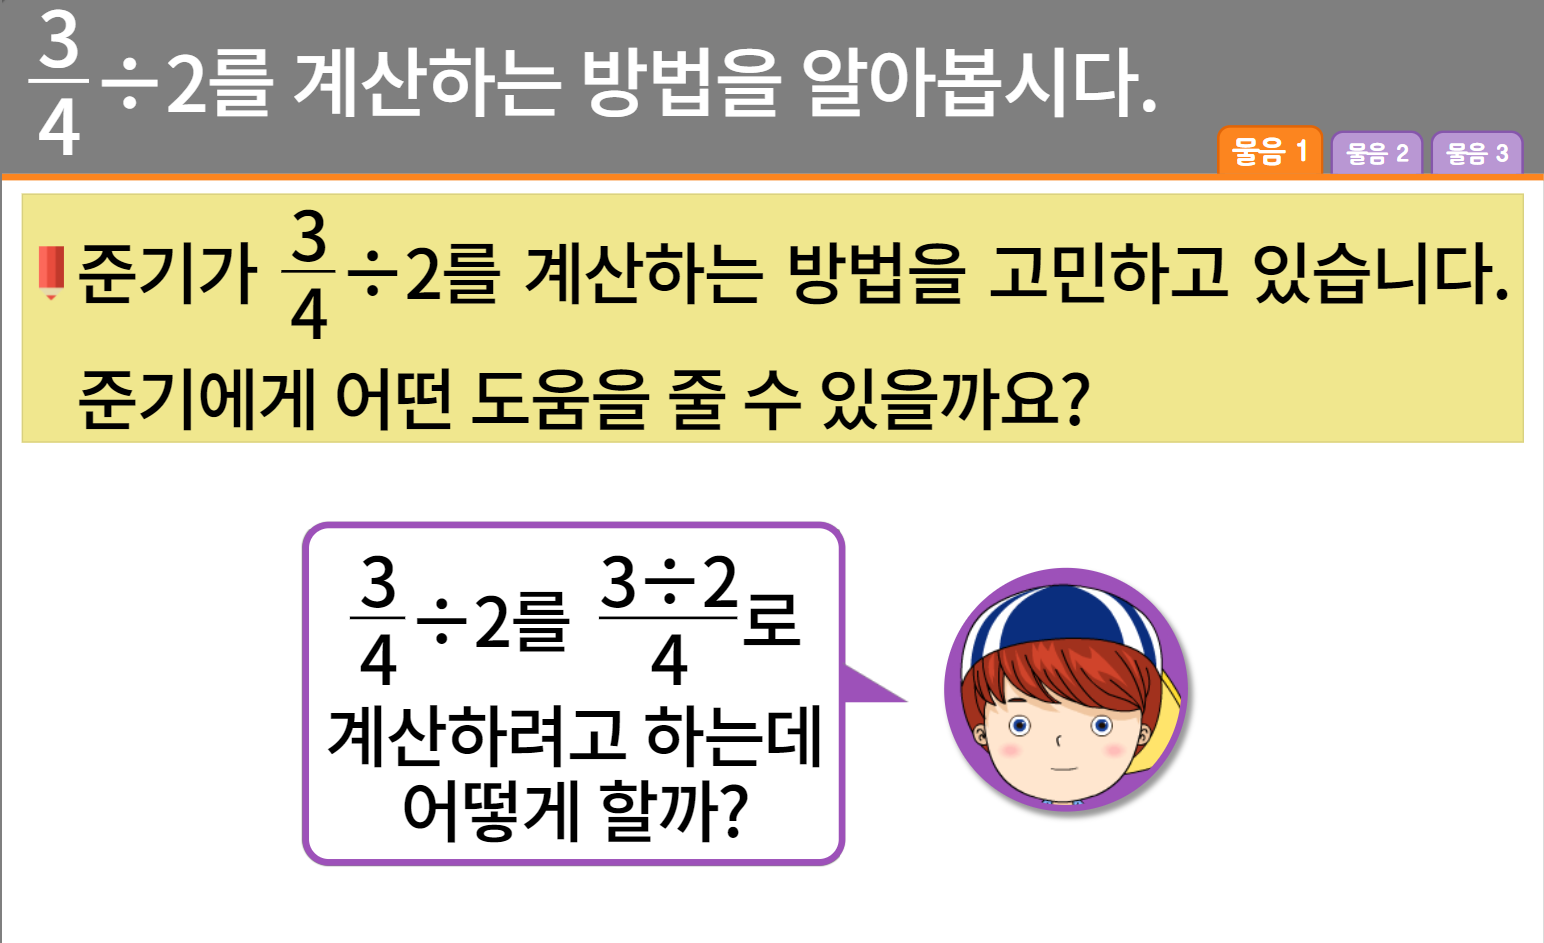 3/4÷2를 계산하는 방법을 알아봅시다.
물음 1 물음 2 물음 3
준기가 3/4÷2를 계산하는 방법을 고민하고 있습니다.
준기에게 어떤 도움을 줄 수 있을까요?
3/4÷2를 3÷2/4로
계산하려고 하는데
어떻게 할까?